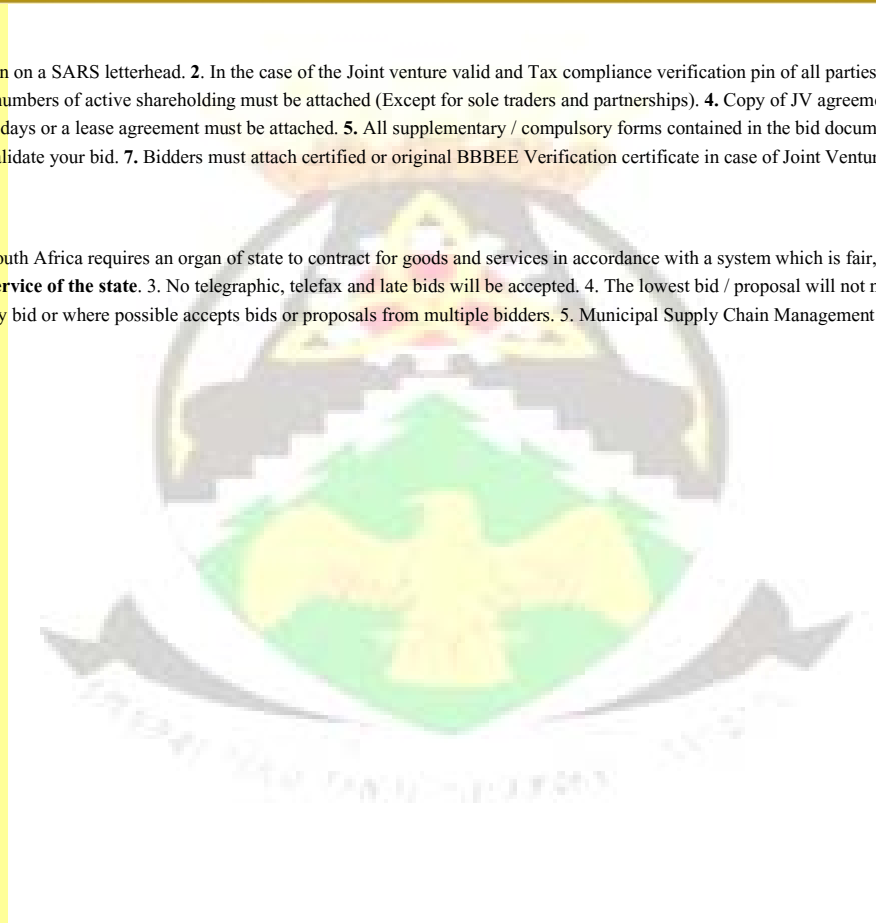 n on a SARS letterhead. 2. In the case of the Joint venture valid and Tax compliance verification pin of all parties
numbers of active shareholding must be attached (Except for sole traders and partnerships). 4. Copy of JV agreem
days or a lease agreement must be attached. 5. All supplementary / compulsory forms contained in the bid docum
alidate your bid. 7. Bidders must attach certified or original BBBEE Verification certificate in case of Joint Ventur
outh Africa requires an organ of state to contract for goods and services in accordance with a system which is fair,
ervice of the state. 3. No telegraphic, telefax and late bids will be accepted. 4. The lowest bid / proposal will not n
y bid or where possible accepts bids or proposals from multiple bidders. 5. Municipal Supply Chain Management